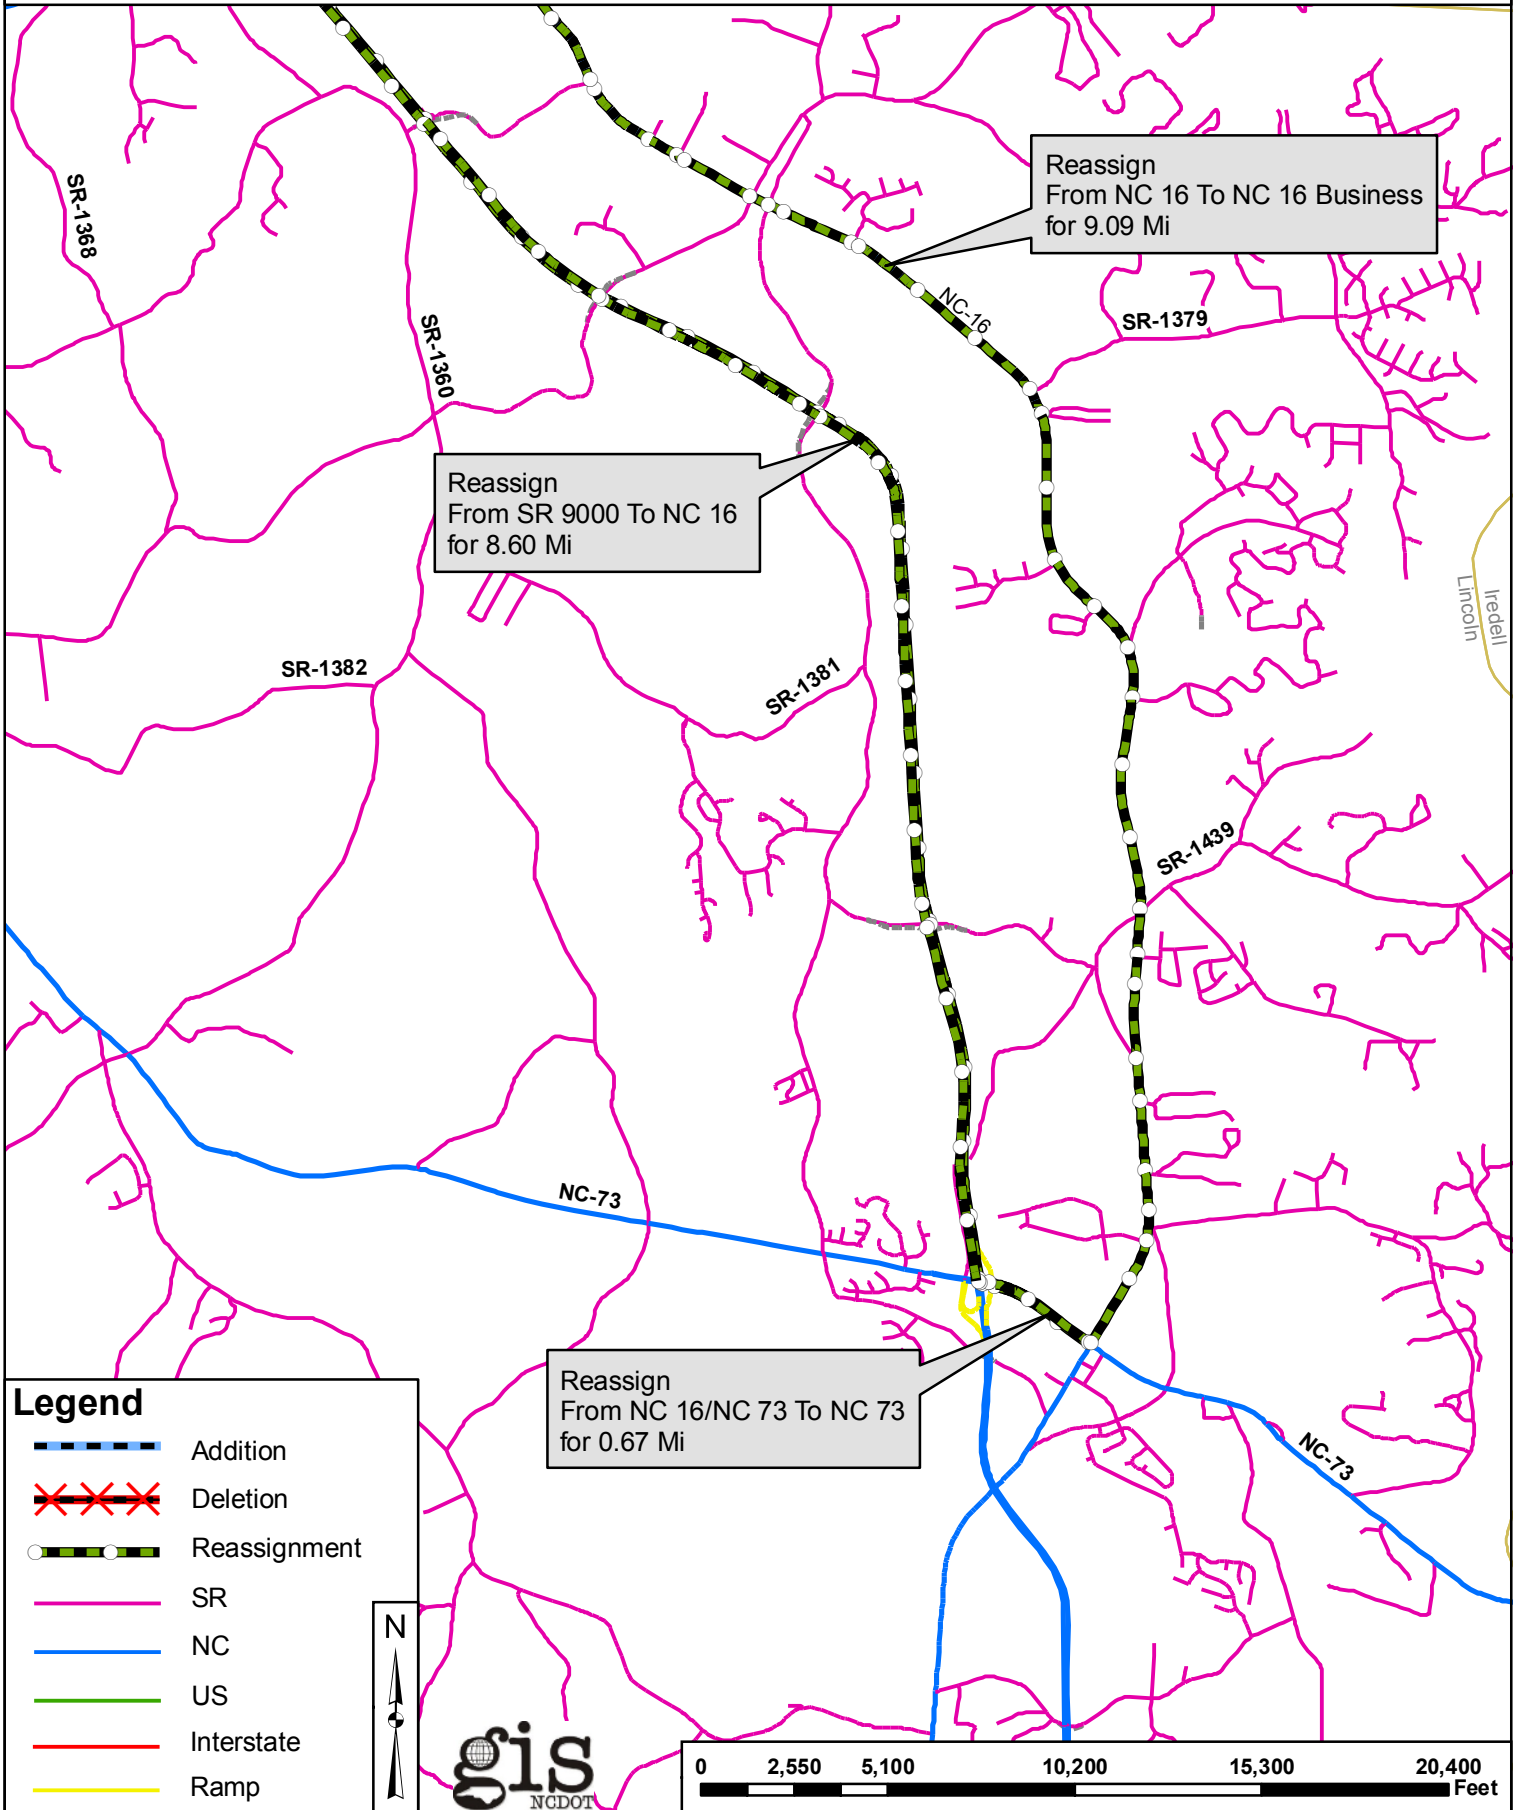 Reassign
From NC 16 To NC 16 Business
for 9.09 Mi
SR-1368
NC-16
SR-1379
SR-1360
Reassign
From SR 9000 To NC 16
for 8.60 Mi
Iredell
Lincoln
SR-1382
SR-1381
SR-1439
NC-73
Reassign
From NC 16/NC 73 To NC 73
for 0.67 Mi
NC-73
Legend
Addition
Deletion
Reassignment
SR
NC
US
Interstate
Ramp
N
gis
NCDOT
0 2,550 5,100 10,200 15,300 20,400
Feet